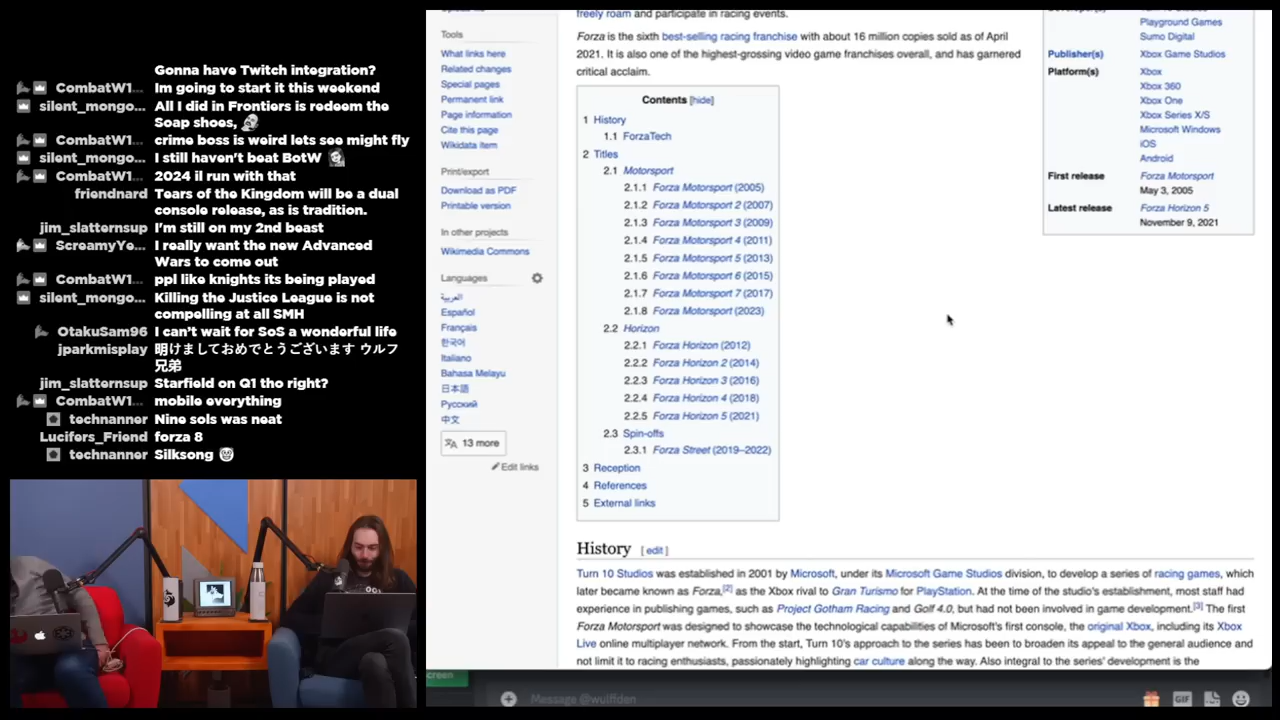 Gonna have Twitch integration?
CombatW1... Im going to start it this weekend
silent_mongo... All I did in Frontiers is redeem the
Soap shoes,
CombatW1... crime boss is weird lets see might fly
silent_mongo... I still haven't beat BotW
CombatW1... 2024 il run with that
friendnard Tears of the Kingdom will be a dual
console release, as is tradition.
jim_slatternsup I'm still on my 2nd beast
ScreamyYe... I really want the new Advanced
Wars to come out
CombatW1... ppl like knights its being played
silent_mongo... Killing the Justice League is not
compelling at all SMH
OtakuSam96 I can't wait for SoS a wonderful life
jparkmisplay 明けましておめでとうございます ウルフ
兄弟
jim_slatternsup Starfield on Q1 tho right?
CombatW1... mobile everything
technanner Nine sols was neat
Lucifers_Friend forza 8
technanner Silksong
Tools
What links here
Related changes
Special pages
Permanent link
Page information
Cite this page
Wikidata item
Print/export
Download as PDF
Printable version
In other projects
Wikimedia Commons
Languages
العربية
Español
Français
한국어
Italiano
Bahasa Melayu
日本語
Русский
中文
13 more
Edit links
freely roam and participate in racing events.
Forza is the sixth best-selling racing franchise with about 16 million copies sold as of April
2021. It is also one of the highest-grossing video game franchises overall, and has garnered
critical acclaim.
Contents [hide]
1 History
1.1 ForzaTech
2 Titles
2.1 Motorsport
2.1.1 Forza Motorsport (2005)
2.1.2 Forza Motorsport 2 (2007)
2.1.3 Forza Motorsport 3 (2009)
2.1.4 Forza Motorsport 4 (2011)
2.1.5 Forza Motorsport 5 (2013)
2.1.6 Forza Motorsport 6 (2015)
2.1.7 Forza Motorsport 7 (2017)
2.1.8 Forza Motorsport (2023)
2.2 Horizon
2.2.1 Forza Horizon (2012)
2.2.2 Forza Horizon 2 (2014)
2.2.3 Forza Horizon 3 (2016)
2.2.4 Forza Horizon 4 (2018)
2.2.5 Forza Horizon 5 (2021)
2.3 Spin-offs
2.3.1 Forza Street (2019–2022)
3 Reception
4 References
5 External links
Playground Games
Sumo Digital
Publisher(s) Xbox Game Studios
Platform(s) Xbox
Xbox 360
Xbox One
Xbox Series X/S
Microsoft Windows
iOS
Android
First release Forza Motorsport
May 3, 2005
Latest release Forza Horizon 5
November 9, 2021
History [ edit ]
Turn 10 Studios was established in 2001 by Microsoft, under its Microsoft Game Studios division, to develop a series of racing games, which
later became known as Forza,[2] as the Xbox rival to Gran Turismo for PlayStation. At the time of the studio's establishment, most staff had
experience in publishing games, such as Project Gotham Racing and Golf 4.0, but had not been involved in game development.[3] The first
Forza Motorsport was designed to showcase the technological capabilities of Microsoft's first console, the original Xbox, including its Xbox
Live online multiplayer network. From the start, Turn 10's approach to the series has been to broaden its appeal to the general audience and
not limit it to racing enthusiasts, passionately highlighting car culture along the way. Also integral to the series' development is the
creen
Message @wulffden
GIF